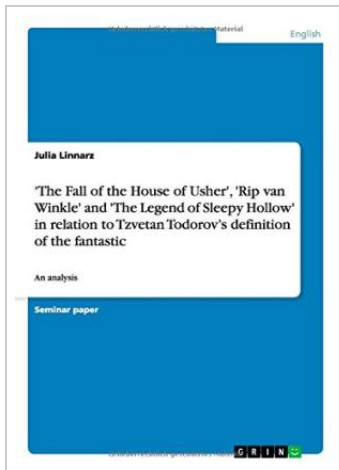 English
Julia Linnarz
'The Fall of the House of Usher', 'Rip van
Winkle' and 'The Legend of Sleepy Hollow'
in relation to Tzvetan Todorov's definition
of the fantastic
An analysis
Seminar paper
GRIN